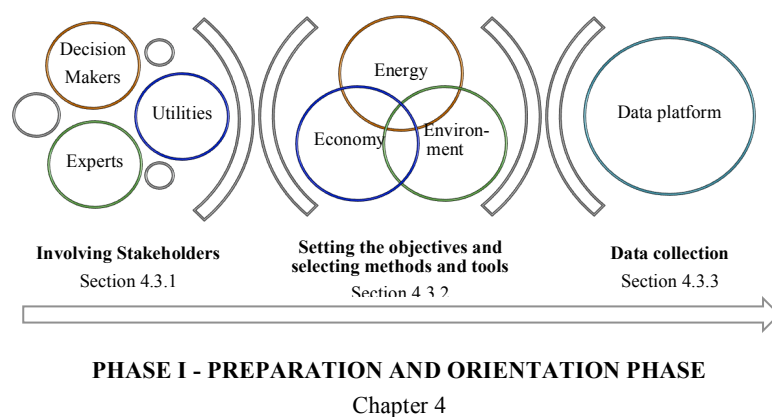 Decision
Makers
Utilities
Experts
Energy
Economy
Environ-
ment
Data platform
Involving Stakeholders
Section 4.3.1
Setting the objectives and
selecting methods and tools
Section 4.3.2
Data collection
Section 4.3.3
PHASE I - PREPARATION AND ORIENTATION PHASE
Chapter 4